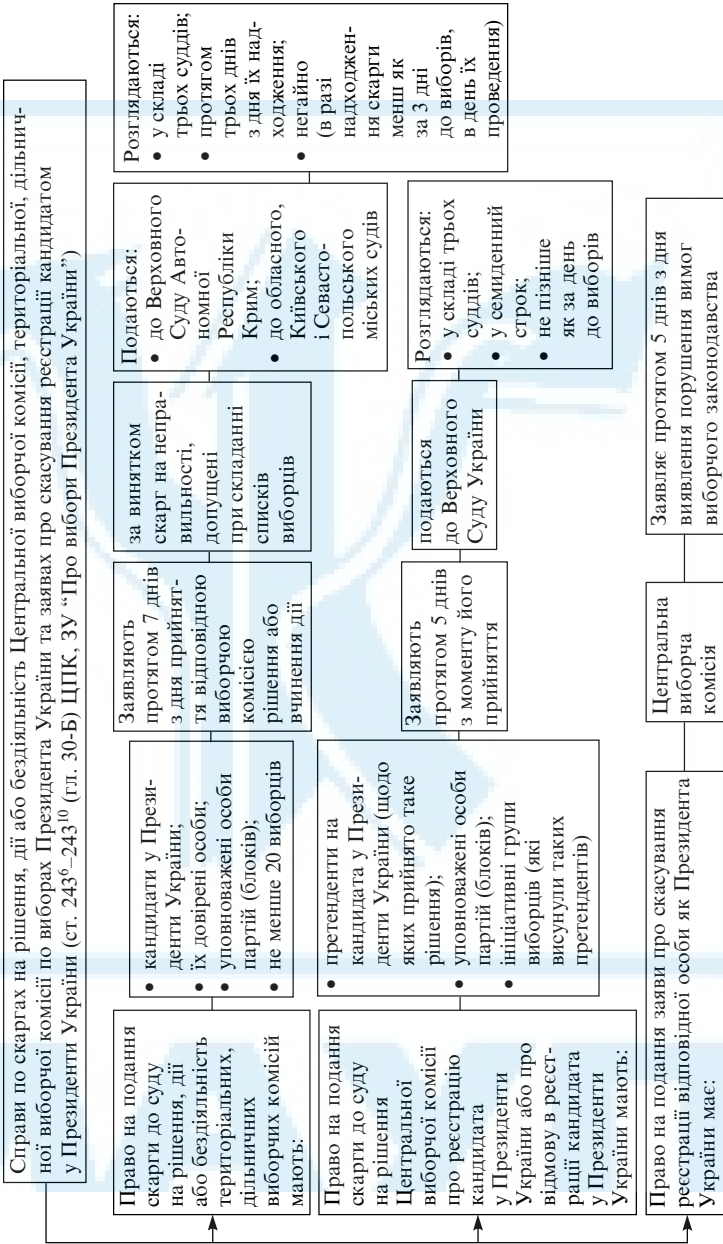 Справи по скаргах на рішення, дії або бездіяльність Центральної виборчої комісії, територіальної, дільнич-
ної виборчої комісії по виборах Президента України та заявах про скасування реєстрації кандидатом
у Президенти України (ст. 243⁶–243¹⁰ (гл. 30-Б) ЦПК, ЗУ “Про вибори Президента України”)
Право на подання
скарги до суду
на рішення, дії
або бездіяльність
територіальних,
дільничних
виборчих комісій
мають:
• кандидати у Прези-
денти України;
• їх довірені особи;
• уповноважені особи
партій (блоків);
• не менше 20 виборців
Заявляють
протягом 7 днів
з дня прийнят-
тя відповідною
виборчою
комісією
рішення або
вчинення дії
за винятком
скарг на непра-
вильності,
допущені
при складанні
списків
виборців
Подаються:
• до Верховного
Суду Авто-
номної
Республіки
Крим;
• до обласного,
Київського
і Севасто-
польського
міських судів
Розглядаються:
• у складі
трьох суддів;
• протягом
трьох днів
з дня їх над-
ходження;
• негайно
(в разі
надходжен-
ня скарги
менш як
за 3 дні
до виборів,
в день їх
проведення)
Право на подання
скарги до суду
на рішення
Центральної
виборчої комісії
про реєстрацію
кандидата
у Президенти
України або про
відмову в реєст-
рації кандидата
у Президенти
України мають:
• претенденти на
кандидата у Прези-
денти України (щодо
яких прийнято таке
рішення);
• уповноважені особи
партій (блоків);
• ініціативні групи
виборців (які
висунули таких
претендентів)
Заявляють
протягом 5 днів
з моменту його
прийняття
подаються
до Верховного
Суду України
Розглядаються:
• у складі трьох
суддів;
• у семиденний
строк;
• не пізніше
як за день
до виборів
Право на подання заяви про скасування
реєстрації відповідної особи як Президента
України має:
Центральна
виборча
комісія
Заявляє протягом 5 днів з дня
виявлення порушення вимог
виборчого законодавства